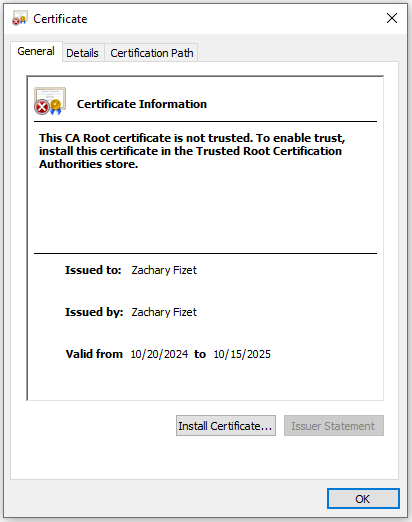 Certificate
General Details Certification Path
Certificate Information
This CA Root certificate is not trusted. To enable trust,
install this certificate in the Trusted Root Certification
Authorities store.
Issued to: Zachary Fizet
Issued by: Zachary Fizet
Valid from 10/20/2024 to 10/15/2025
Install Certificate... Issuer Statement
OK